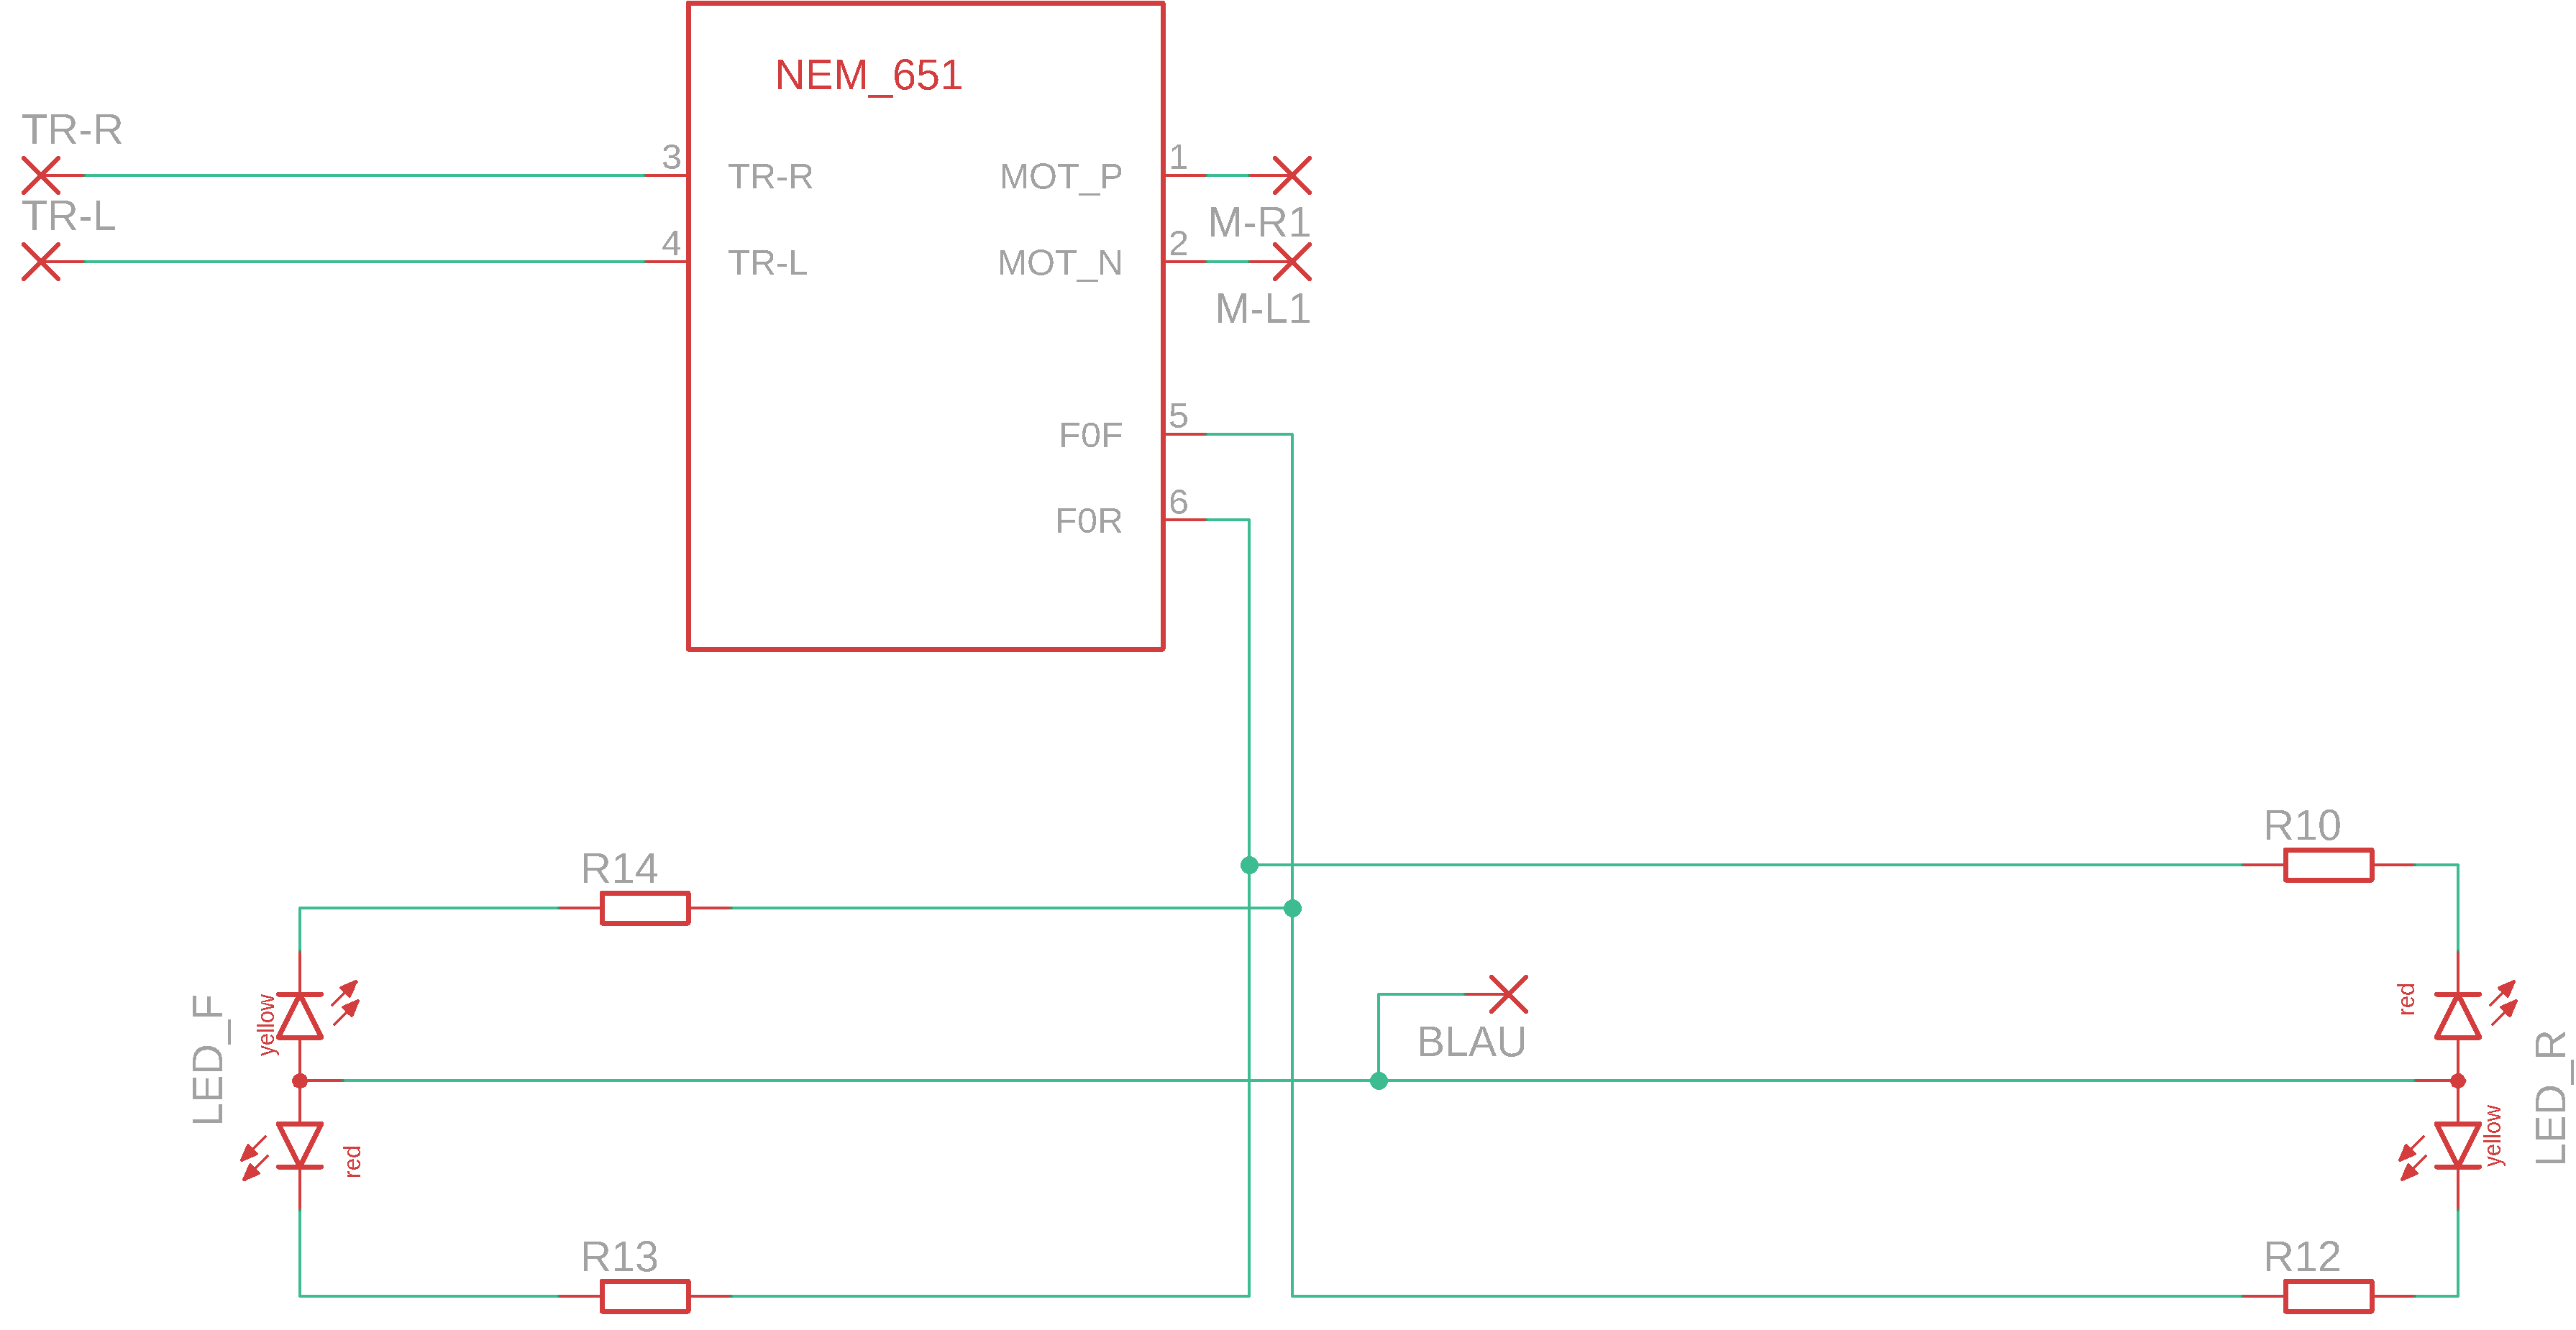 NEM_651
TR-R
3
TR-R
MOT_P
1
M-R1
TR-L
4
TR-L
MOT_N
2
M-L1
F0F
5
F0R
6
R10
R14
LED_F
yellow
red
BLAU
red
yellow
LED_R
R13
R12